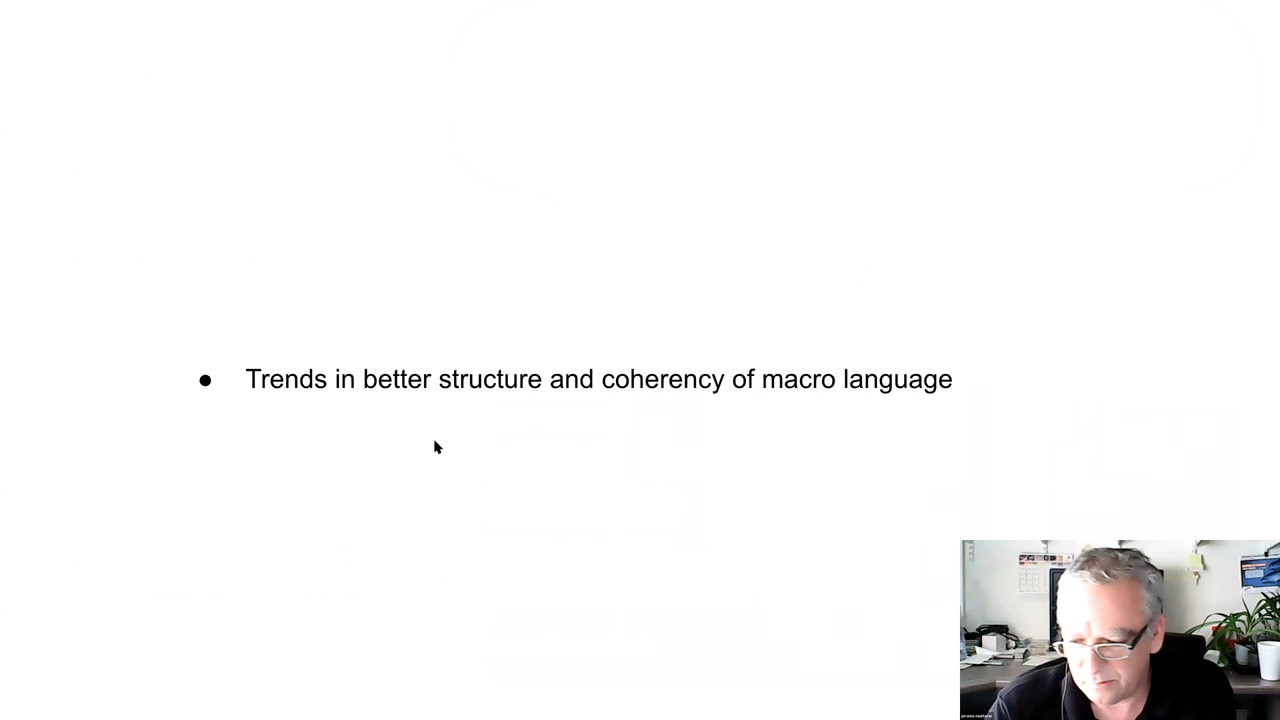 ● Trends in better structure and coherency of macro language